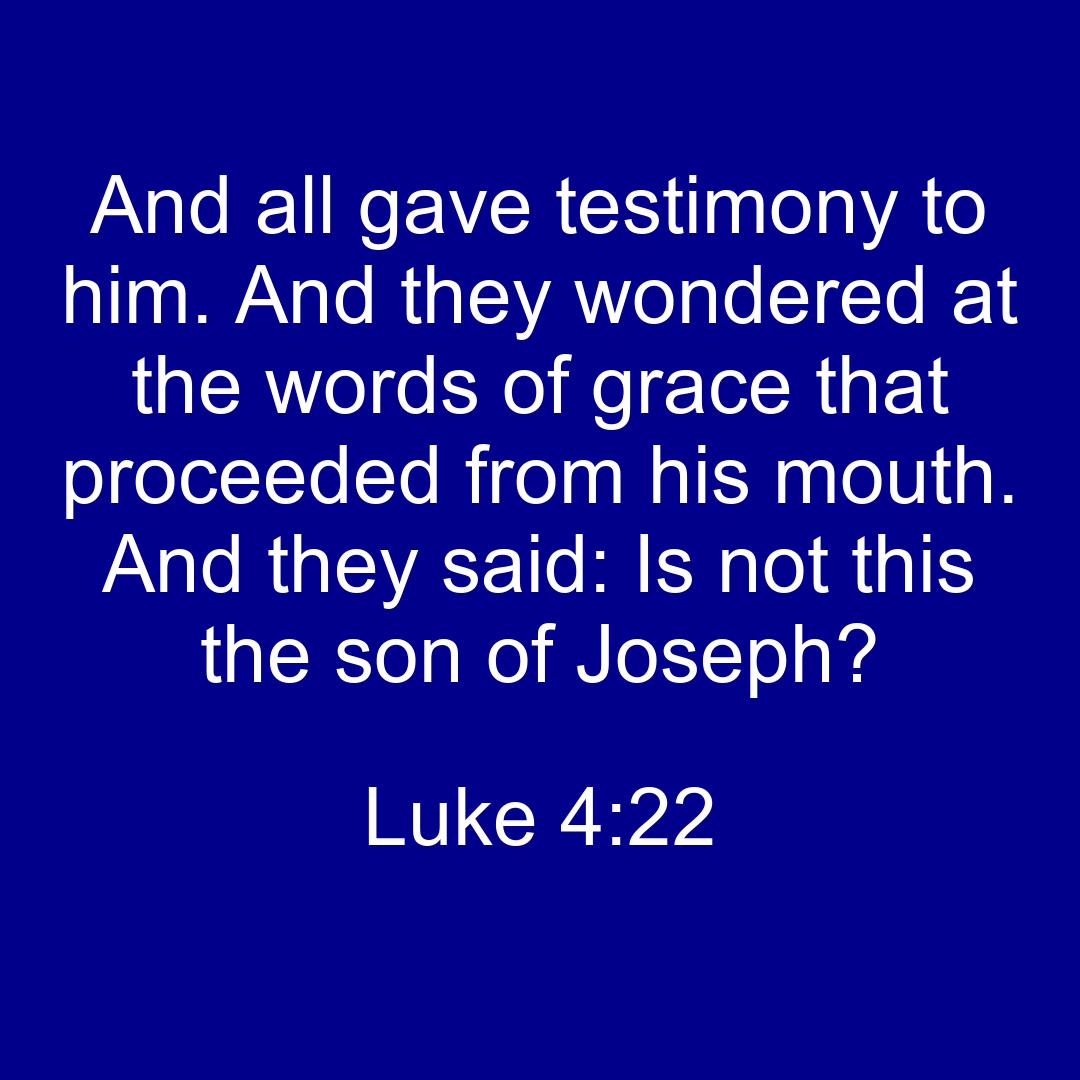 And all gave testimony to
him. And they wondered at
the words of grace that
proceeded from his mouth.
And they said: Is not this
the son of Joseph?
Luke 4:22